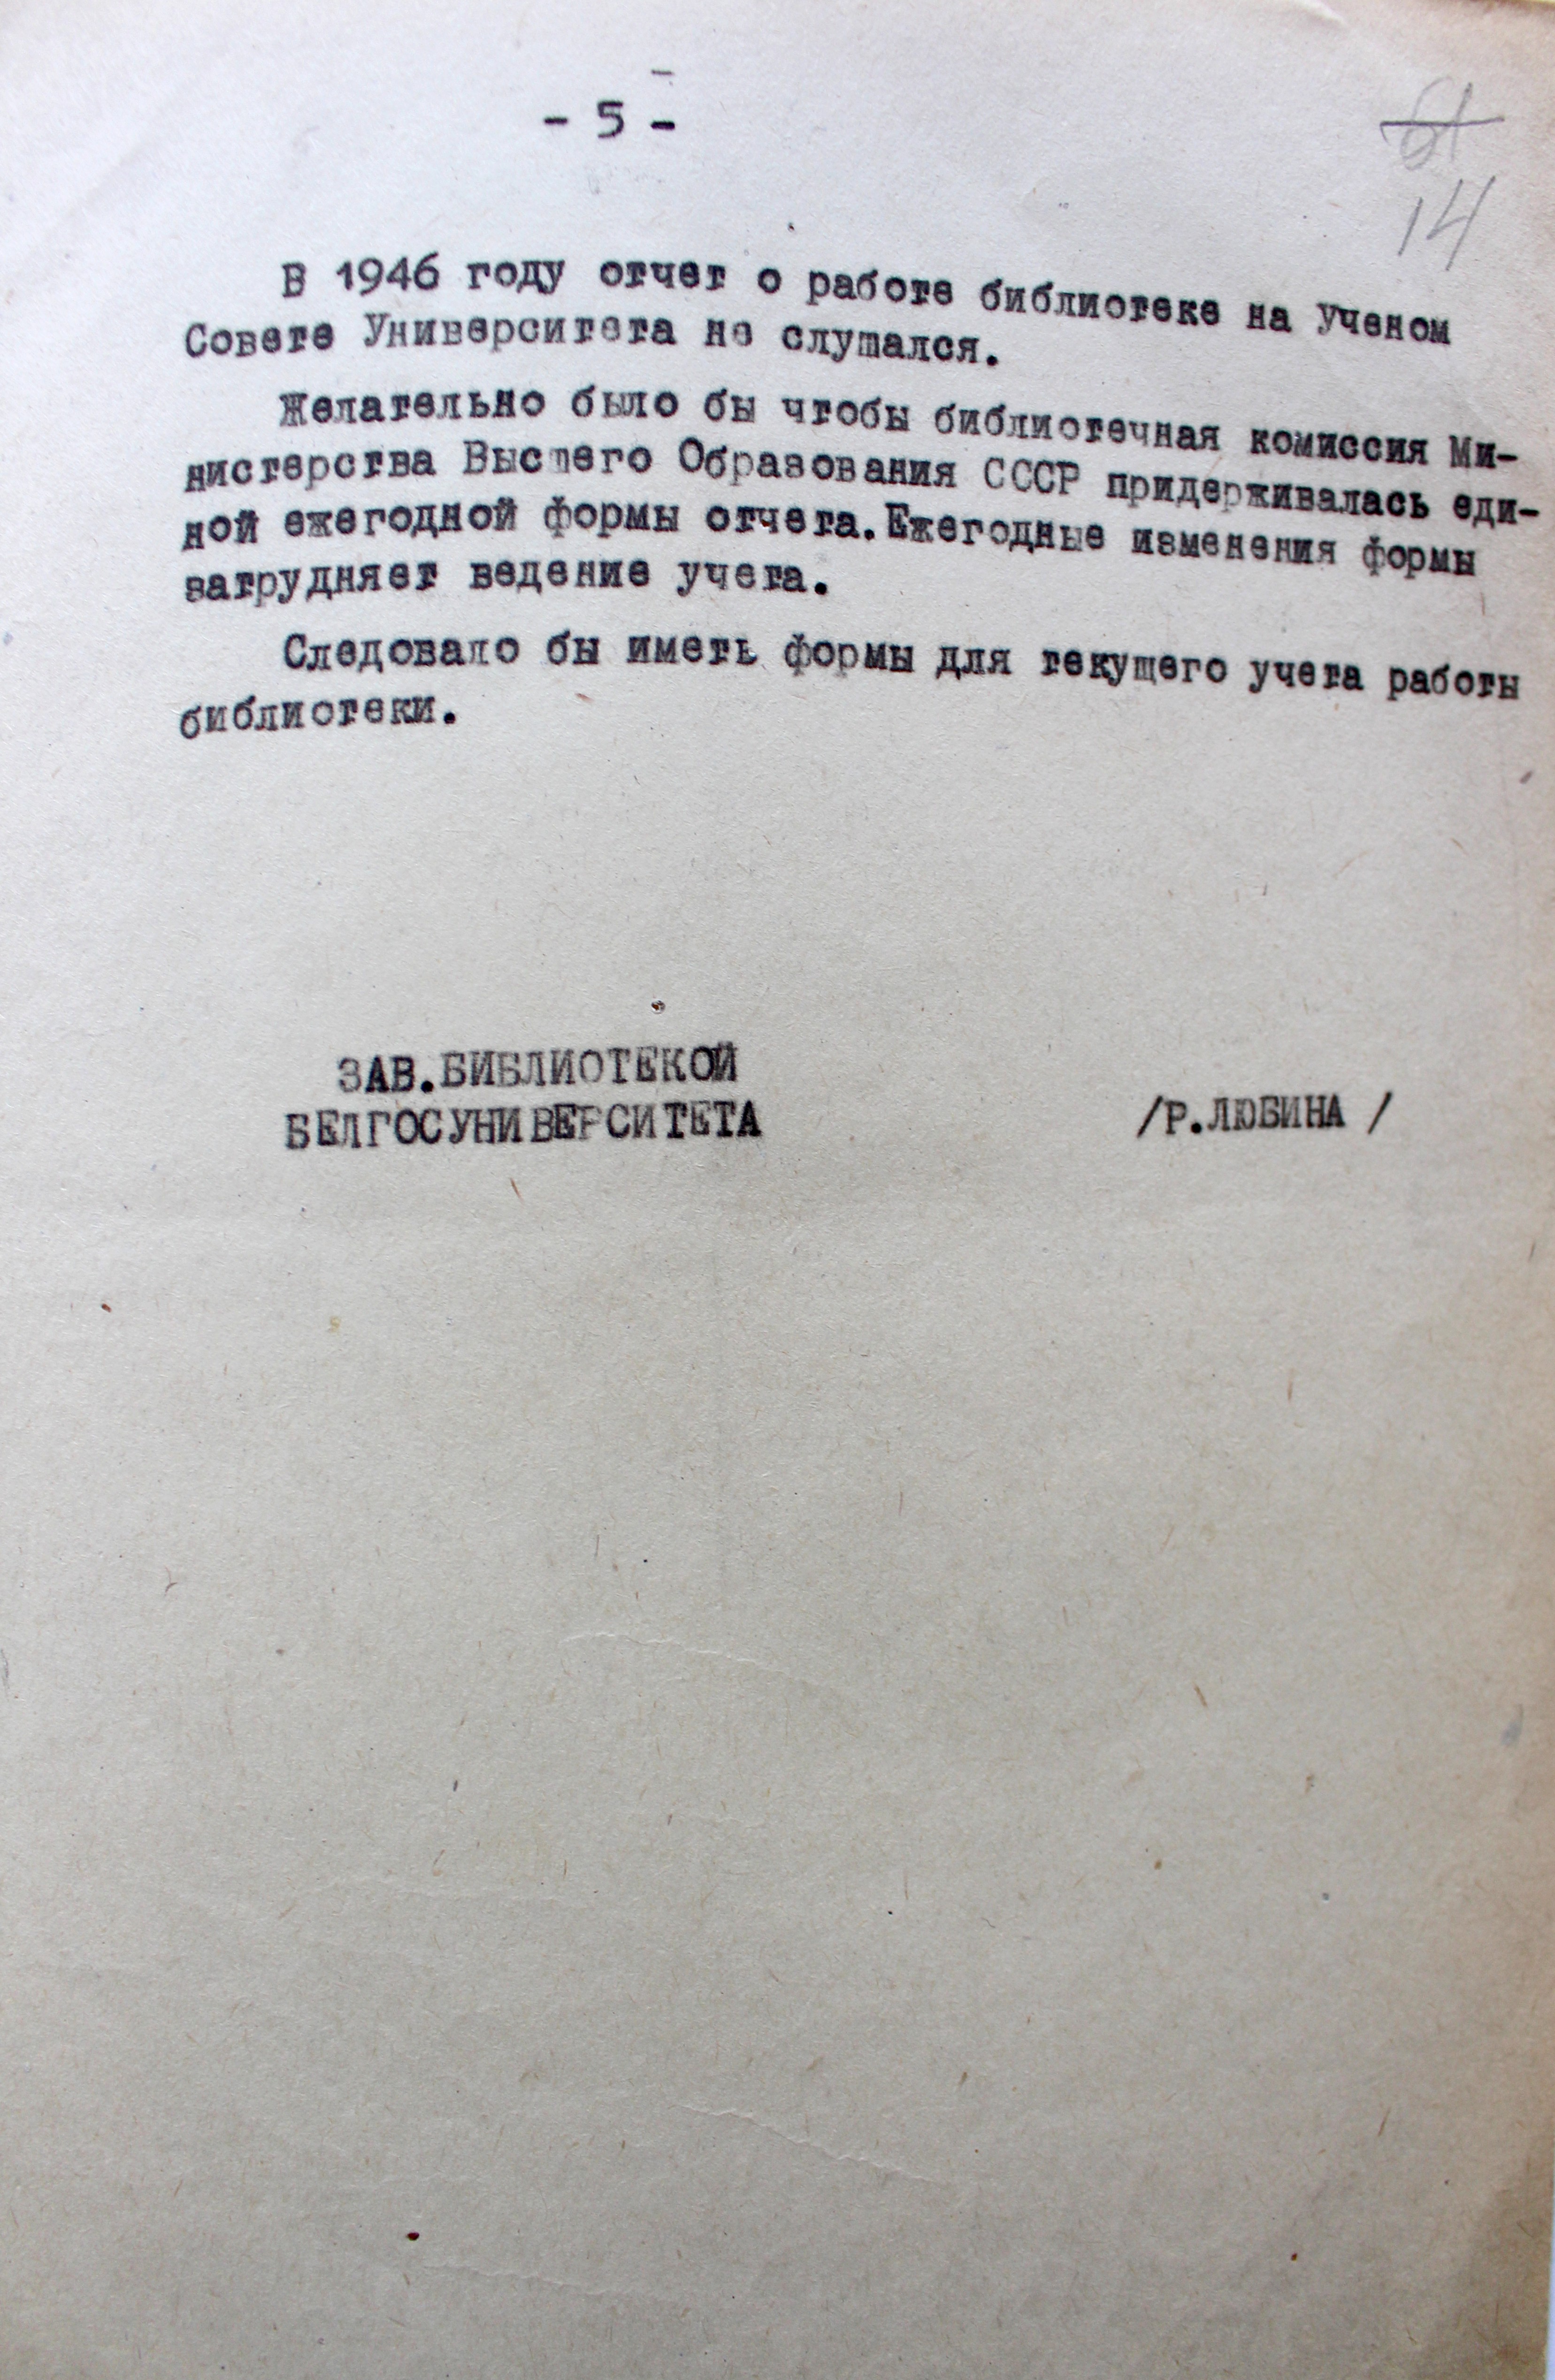 - 5 -
14
В 1946 году отчет о работе библиотеке на Ученом
Совете Университета не слушался.
Желательно было бы чтобы библиотечная комиссия Ми-
нистерства Высшего Образования СССР придерживалась еди-
ной ежегодной формы отчета.Ежегодные изменения формы
затрудняет ведение учета.
Следовало бы иметь формы для текущего учета работы
библиотеки.
ЗАВ.БИБЛИОТЕКОЙ
БЕЛГОСУНИВЕРСИТЕТА /Р.ЛЮБИНА /